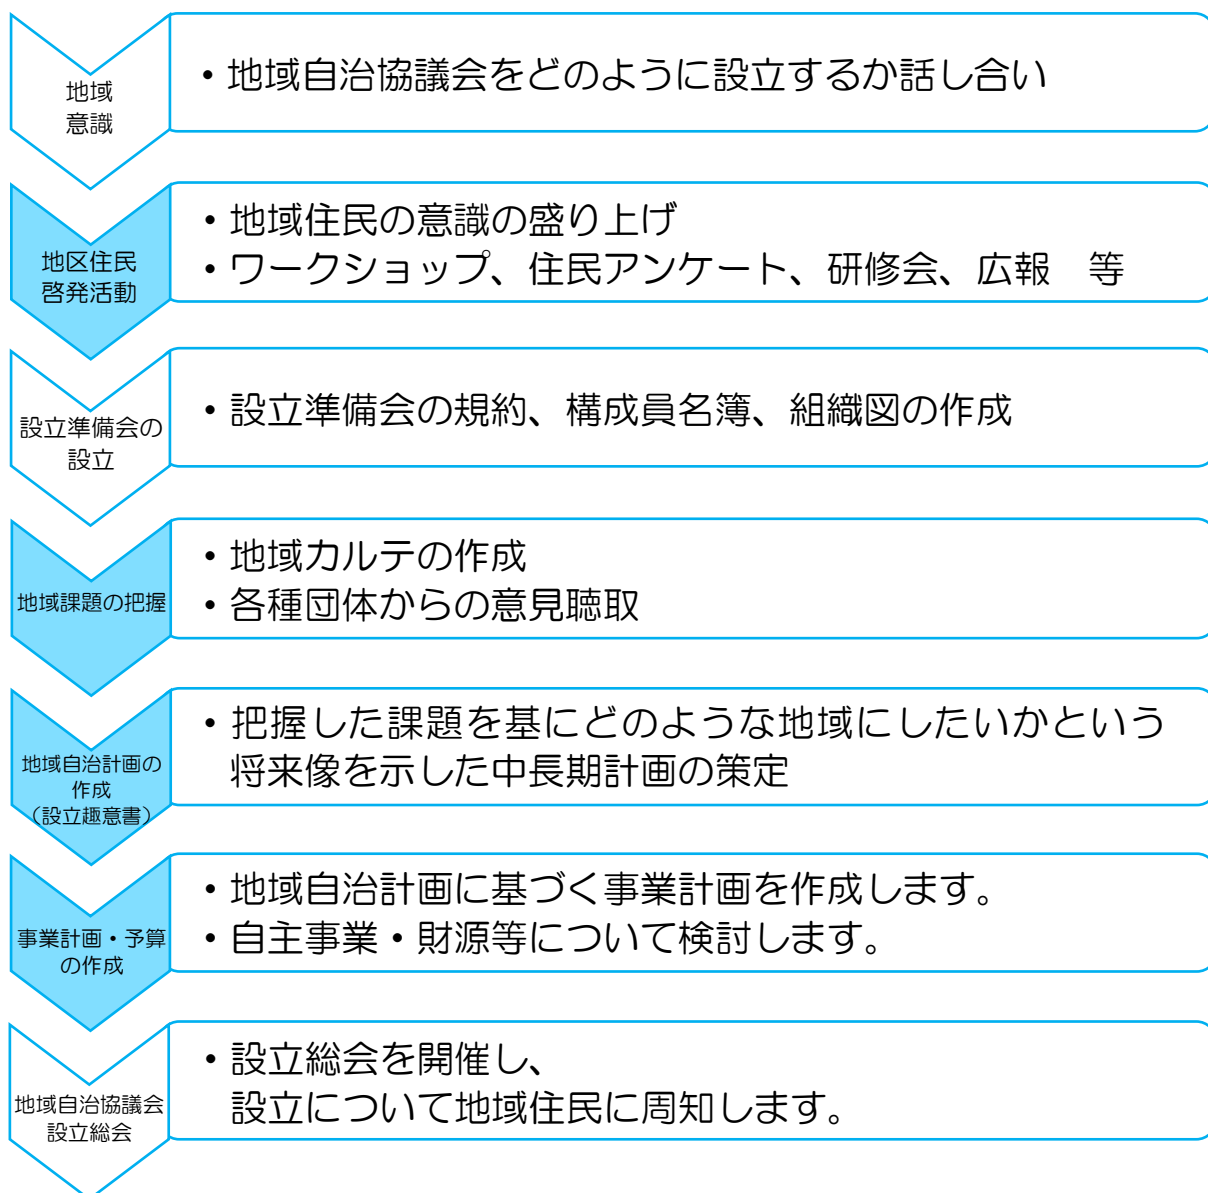 地域
意識
・地域自治協議会をどのように設立するか話し合い
地区住民
啓発活動
・地域住民の意識の盛り上げ
・ワークショップ、住民アンケート、研修会、広報　等
設立準備会の
設立
・設立準備会の規約、構成員名簿、組織図の作成
地域課題の把握
・地域カルテの作成
・各種団体からの意見聴取
地域自治計画の
作成
（設立趣意書）
・把握した課題を基にどのような地域にしたいかという
将来像を示した中長期計画の策定
事業計画・予算
の作成
・地域自治計画に基づく事業計画を作成します。
・自主事業・財源等について検討します。
地域自治協議会
設立総会
・設立総会を開催し、
設立について地域住民に周知します。